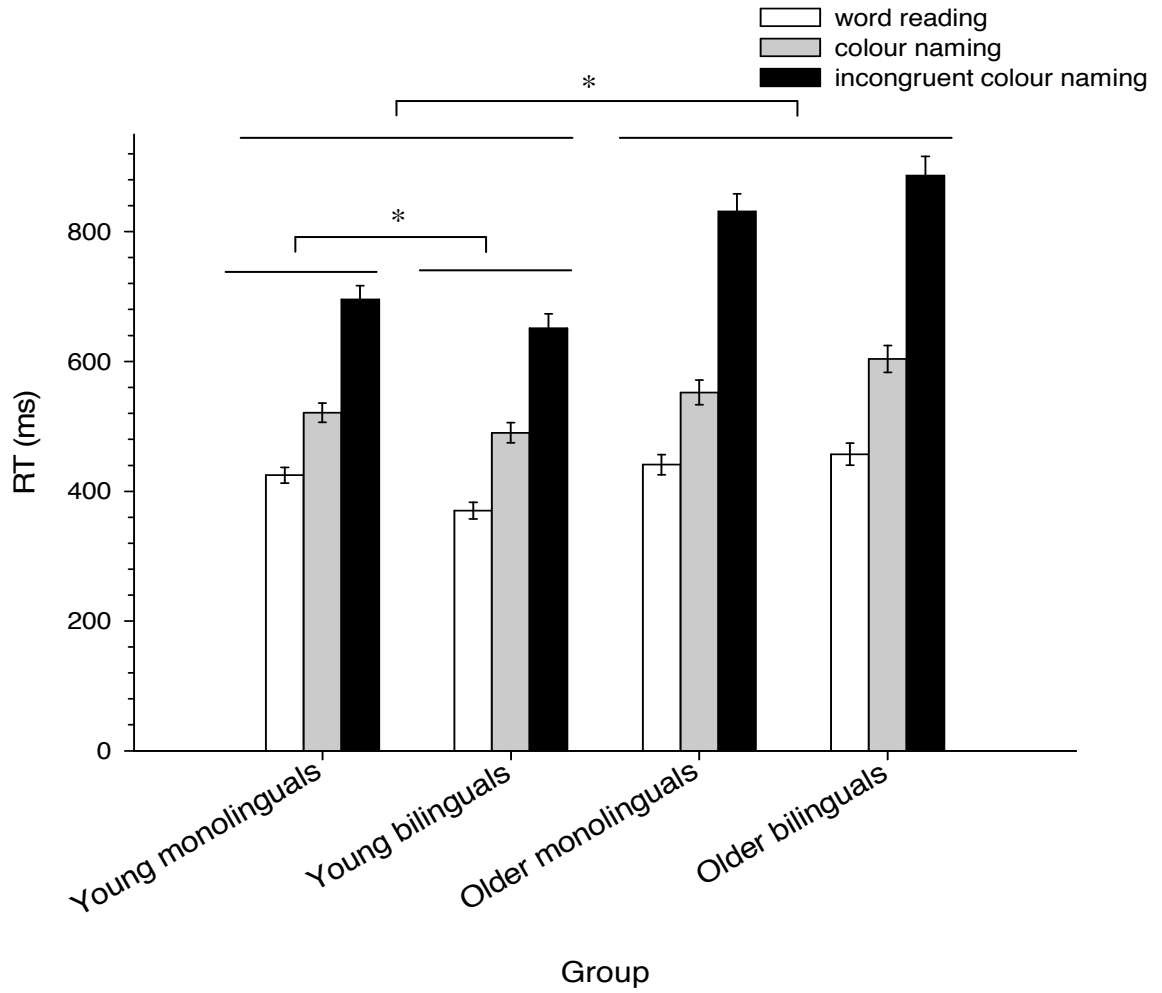 word reading
colour naming
incongruent colour naming
*
*
800
600
400
200
0
RT (ms)
Young monolinguals
Young bilinguals
Older monolinguals
Older bilinguals
Group